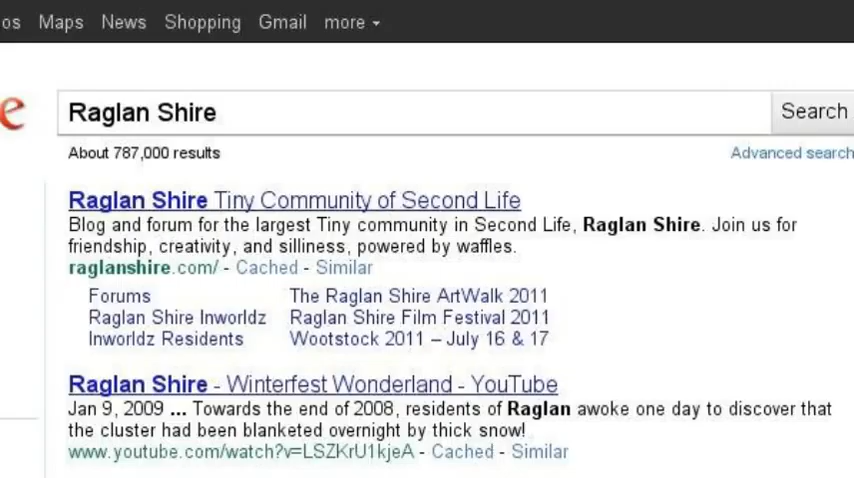 os Maps News Shopping Gmail more
e Raglan Shire Search
About 787,000 results Advanced search
Raglan Shire Tiny Community of Second Life
Blog and forum for the largest Tiny community in Second Life, Raglan Shire. Join us for
friendship, creativity, and silliness, powered by waffles.
raglanshire.com/ - Cached - Similar
Forums The Raglan Shire ArtWalk 2011
Raglan Shire Inworldz Raglan Shire Film Festival 2011
Inworldz Residents Wootstock 2011 – July 16 & 17
Raglan Shire - Winterfest Wonderland - YouTube
Jan 9, 2009 ... Towards the end of 2008, residents of Raglan awoke one day to discover that
the cluster had been blanketed overnight by thick snow!
www.youtube.com/watch?v=LSZKrU1kjeA - Cached - Similar